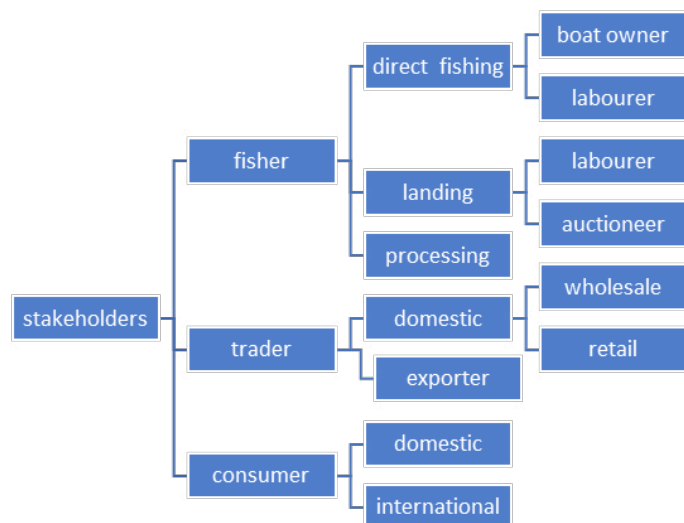 boat owner
direct fishing
labourer
fisher
labourer
landing
auctioneer
processing
wholesale
stakeholders
domestic
trader
retail
exporter
domestic
consumer
international